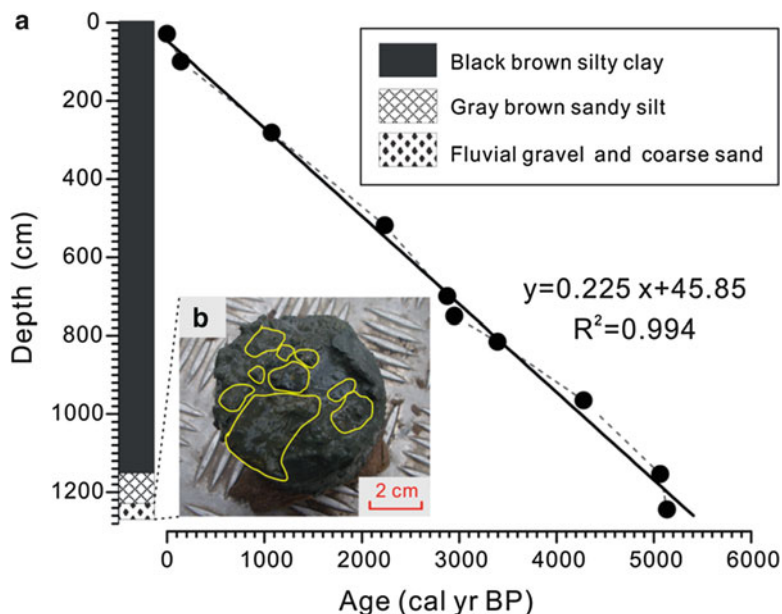 a
0
200
400
600
800
1000
1200
Depth (cm)
Black brown silty clay
Gray brown sandy silt
Fluvial gravel and coarse sand
y=0.225 x+45.85
R²=0.994
b
2 cm
0 1000 2000 3000 4000 5000 6000
Age (cal yr BP)